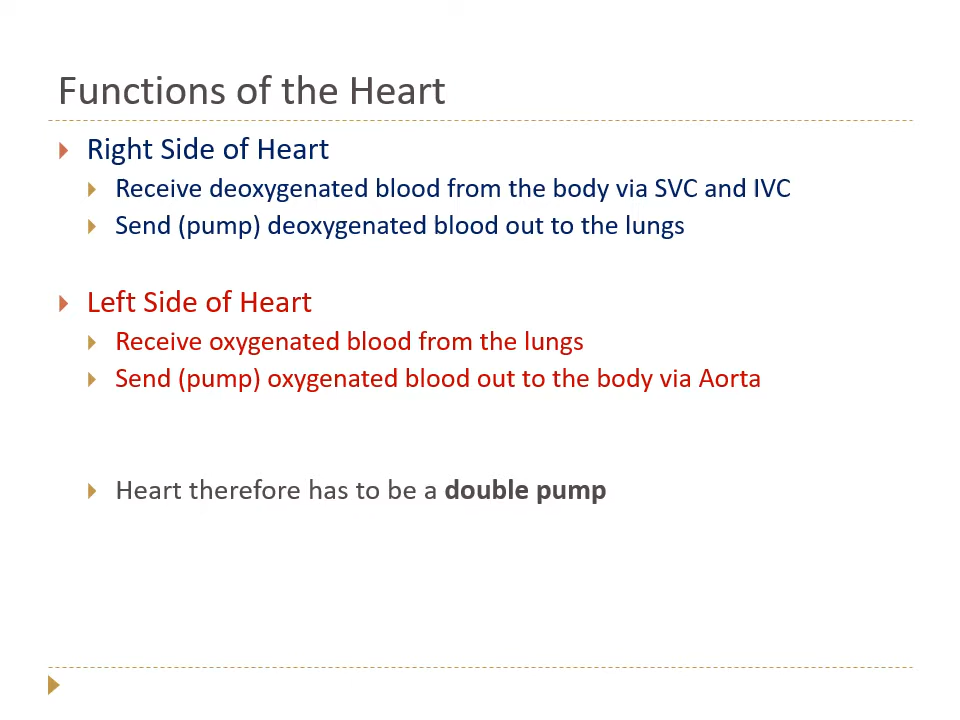 Functions of the Heart
Right Side of Heart
Receive deoxygenated blood from the body via SVC and IVC
Send (pump) deoxygenated blood out to the lungs
Left Side of Heart
Receive oxygenated blood from the lungs
Send (pump) oxygenated blood out to the body via Aorta
Heart therefore has to be a double pump